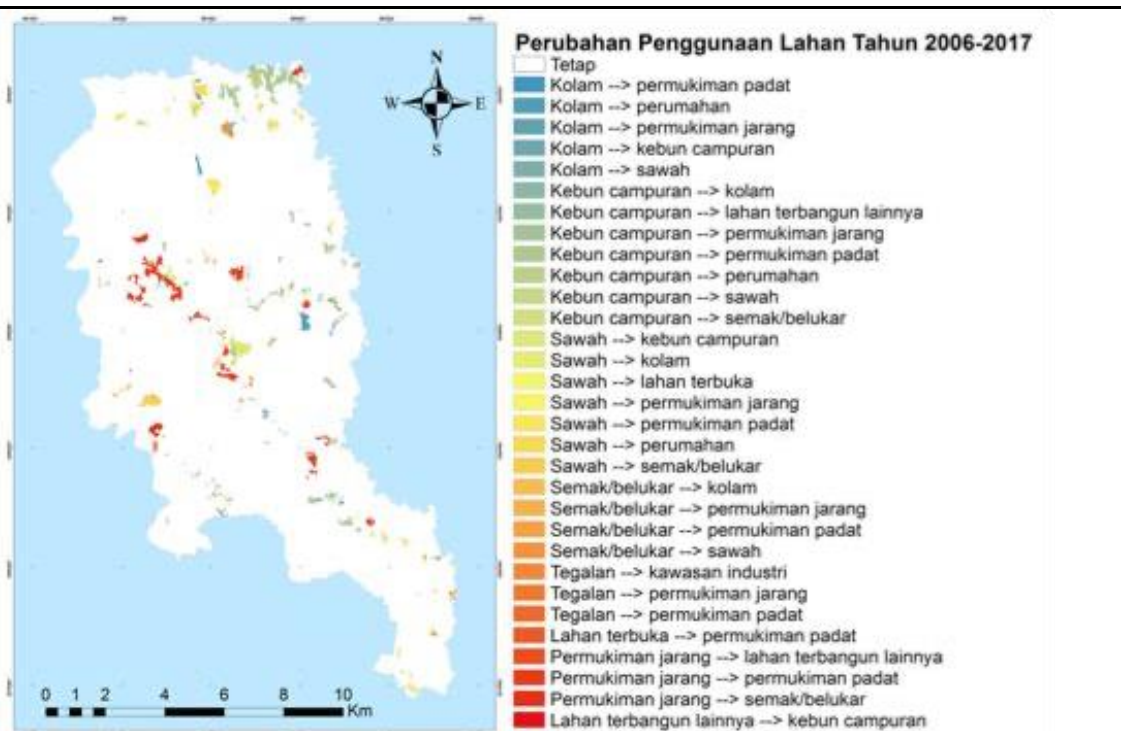 Perubahan Penggunaan Lahan Tahun 2006-2017
Tetap
Kolam --> permukiman padat
Kolam --> perumahan
Kolam --> permukiman jarang
Kolam --> kebun campuran
Kolam --> sawah
Kebun campuran --> kolam
Kebun campuran --> lahan terbangun lainnya
Kebun campuran --> permukiman jarang
Kebun campuran --> permukiman padat
Kebun campuran --> perumahan
Kebun campuran --> sawah
Kebun campuran --> semak/belukar
Sawah --> kebun campuran
Sawah --> kolam
Sawah --> lahan terbuka
Sawah --> permukiman jarang
Sawah --> permukiman padat
Sawah --> perumahan
Sawah --> semak/belukar
Semak/belukar --> kolam
Semak/belukar --> permukiman jarang
Semak/belukar --> permukiman padat
Semak/belukar --> sawah
Tegalan --> kawasan industri
Tegalan --> permukiman jarang
Tegalan --> permukiman padat
Lahan terbuka --> permukiman padat
Permukiman jarang --> lahan terbangun lainnya
Permukiman jarang --> permukiman padat
Permukiman jarang --> semak/belukar
Lahan terbangun lainnya --> kebun campuran
N
W E
S
0 1 2 4 6 8 10
Km